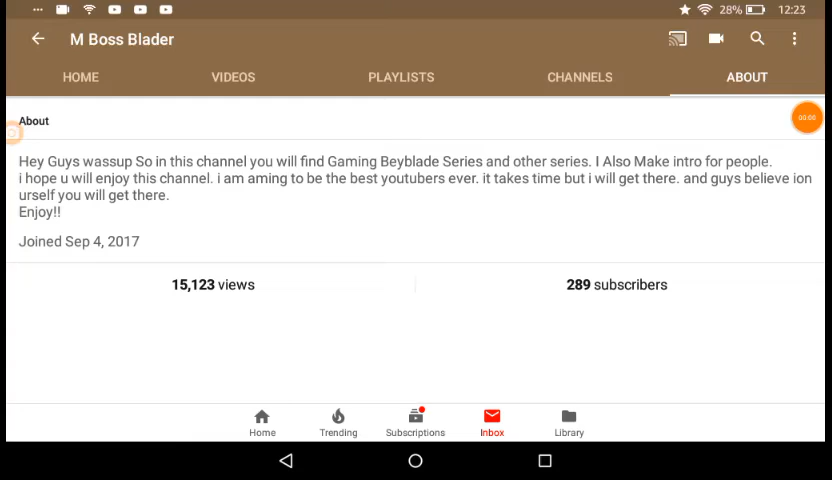 28% 12:23
M Boss Blader
HOME VIDEOS PLAYLISTS CHANNELS ABOUT
00:00
About
Hey Guys wassup So in this channel you will find Gaming Beyblade Series and other series. I Also Make intro for people.
i hope u will enjoy this channel. i am aming to be the best youtubers ever. it takes time but i will get there. and guys believe ion
urself you will get there.
Enjoy!!
Joined Sep 4, 2017
15,123 views 289 subscribers
Home Trending Subscriptions Inbox Library